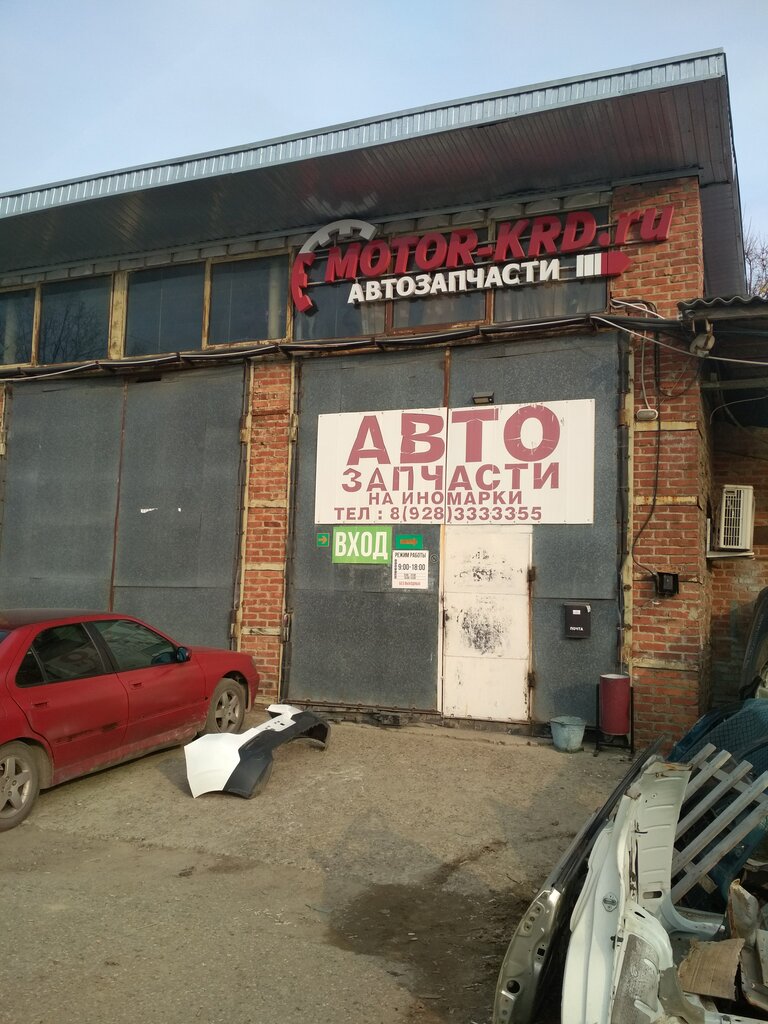 MOTOR-KRD.ru
АВТОЗАПЧАСТИ
АВТО
ЗАПЧАСТИ
НА ИНОМАРКИ
ТЕЛ : 8(928)3333355
ВХОД
РЕЖИМ РАБОТЫ
9:00-18:00
ПОЧТА